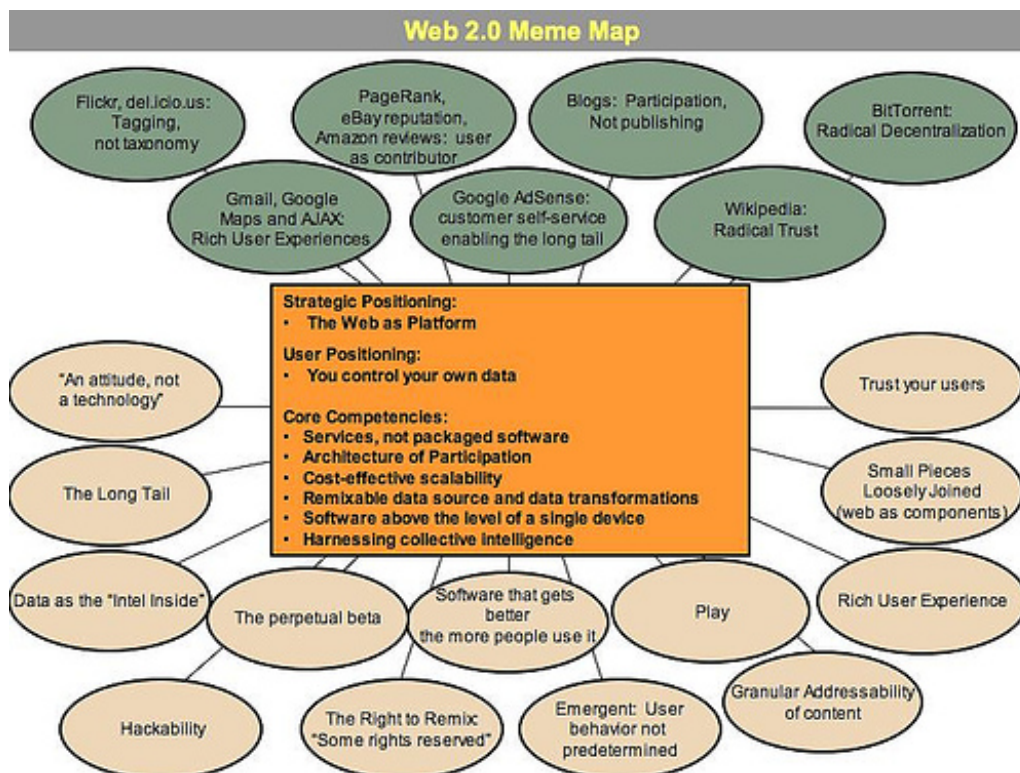 Web 2.0 Meme Map
Flickr, del.icio.us:
Tagging,
not taxonomy
PageRank,
eBay reputation,
Amazon reviews: user
as contributor
Blogs: Participation,
Not publishing
BitTorrent:
Radical Decentralization
Gmail, Google
Maps and AJAX:
Rich User Experiences
Google AdSense:
customer self-service
enabling the long tail
Wikipedia:
Radical Trust
Strategic Positioning:
• The Web as Platform
User Positioning:
• You control your own data
Core Competencies:
• Services, not packaged software
• Architecture of Participation
• Cost-effective scalability
• Remixable data source and data transformations
• Software above the level of a single device
• Harnessing collective intelligence
"An attitude, not
a technology"
Trust your users
The Long Tail
Small Pieces
Loosely Joined
(web as components)
Data as the "Intel Inside"
The perpetual beta
Software that gets
better
the more people use it
Play
Rich User Experience
Hackability
The Right to Remix:
"Some rights reserved"
Emergent: User
behavior not
predetermined
Granular Addressability
of content